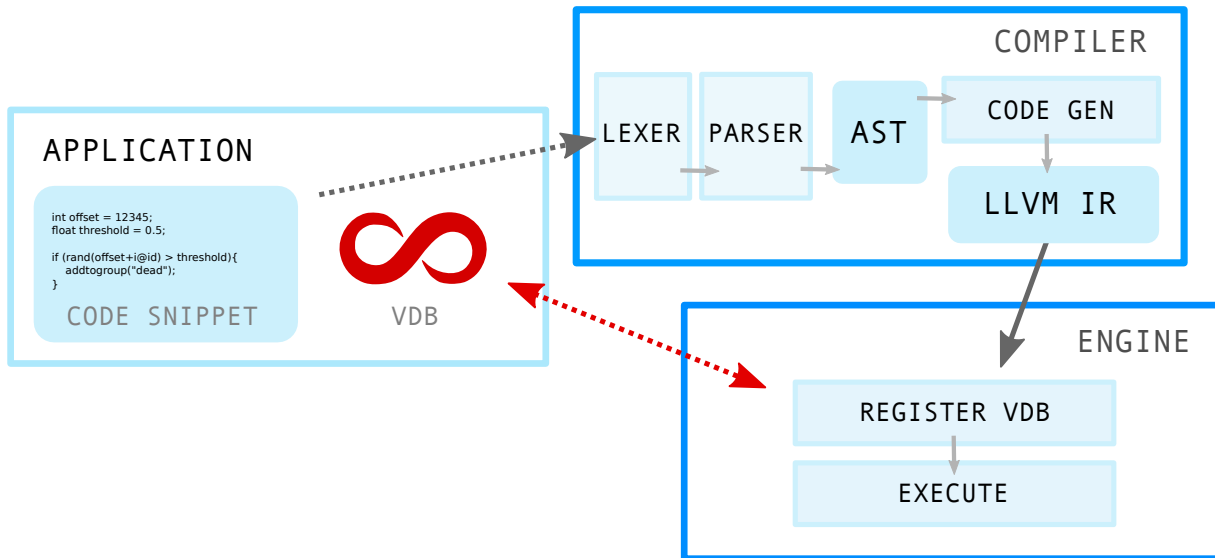 APPLICATION
int offset = 12345;
float threshold = 0.5;
if (rand(offset+i@id) > threshold){
addtogroup("dead");
}
CODE SNIPPET
VDB
COMPILER
LEXER
PARSER
AST
CODE GEN
LLVM IR
ENGINE
REGISTER VDB
EXECUTE